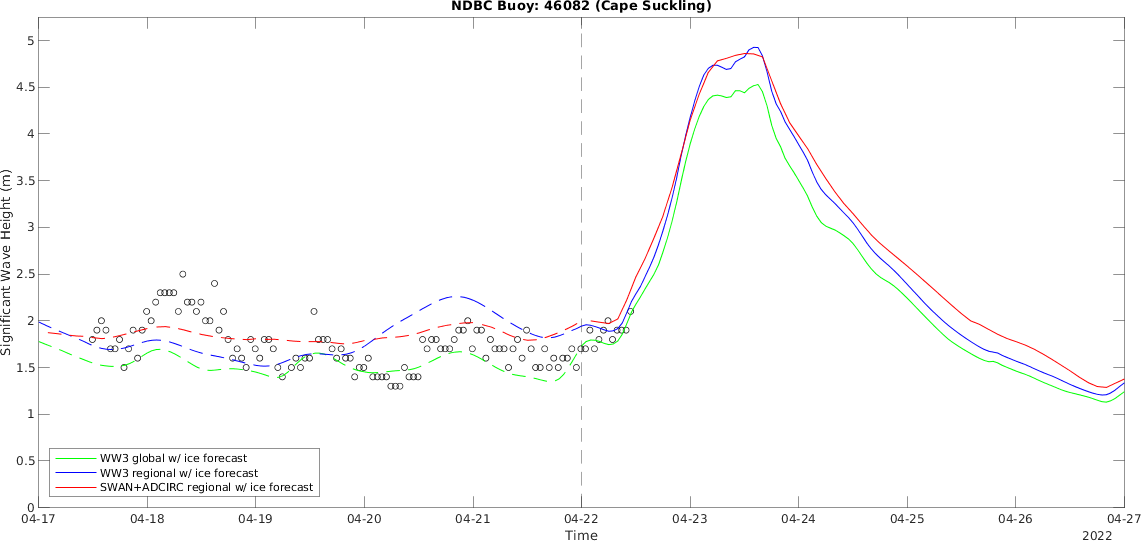 NDBC Buoy: 46082 (Cape Suckling)
5
4.5
4
3.5
3
2.5
2
1.5
1
0.5
0
Significant Wave Height (m)
WW3 global w/ ice forecast
WW3 regional w/ ice forecast
SWAN+ADCIRC regional w/ ice forecast
04-17 04-18 04-19 04-20 04-21 04-22 04-23 04-24 04-25 04-26 04-27
Time
2022